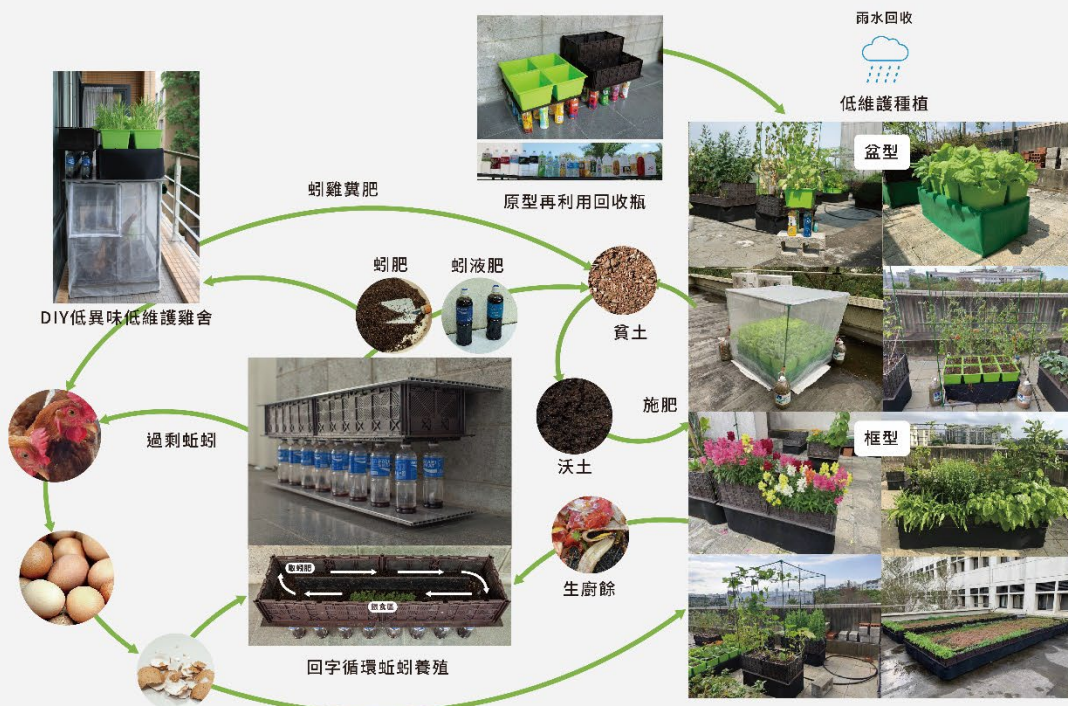 雨水回收
低維護種植
盆型
原型再利用回收瓶
蚓雞糞肥
蚓肥
蚓液肥
貧土
DIY低異味低維護雞舍
施肥
框型
過剩蚯蚓
沃土
取蚓肥
飲食區
生廚餘
回字循環蚯蚓養殖